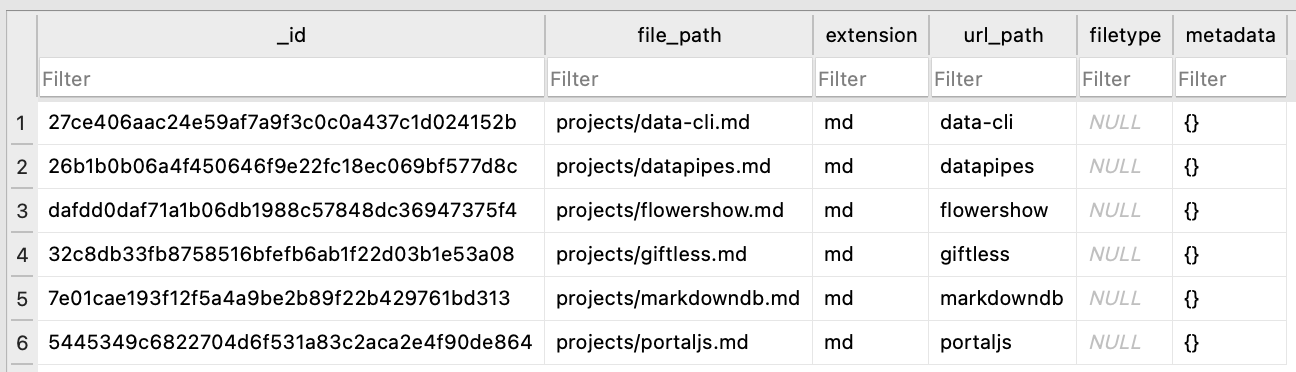 _id file_path extension url_path filetype metadata
Filter Filter Filter Filter Filter Filter
1 27ce406aac24e59af7a9f3c0c0a437c1d024152b projects/data-cli.md md data-cli NULL {}
2 26b1b0b06a4f450646f9e22fc18ec069bf577d8c projects/datapipes.md md datapipes NULL {}
3 dafdd0daf71a1b06db1988c57848dc36947375f4 projects/flowershow.md md flowershow NULL {}
4 32c8db33fb8758516bfefb6ab1f22d03b1e53a08 projects/giftless.md md giftless NULL {}
5 7e01cae193f12f5a4a9be2b89f22b429761bd313 projects/markdowndb.md md markdowndb NULL {}
6 5445349c6822704d6f531a83c2aca2e4f90de864 projects/portaljs.md md portaljs NULL {}